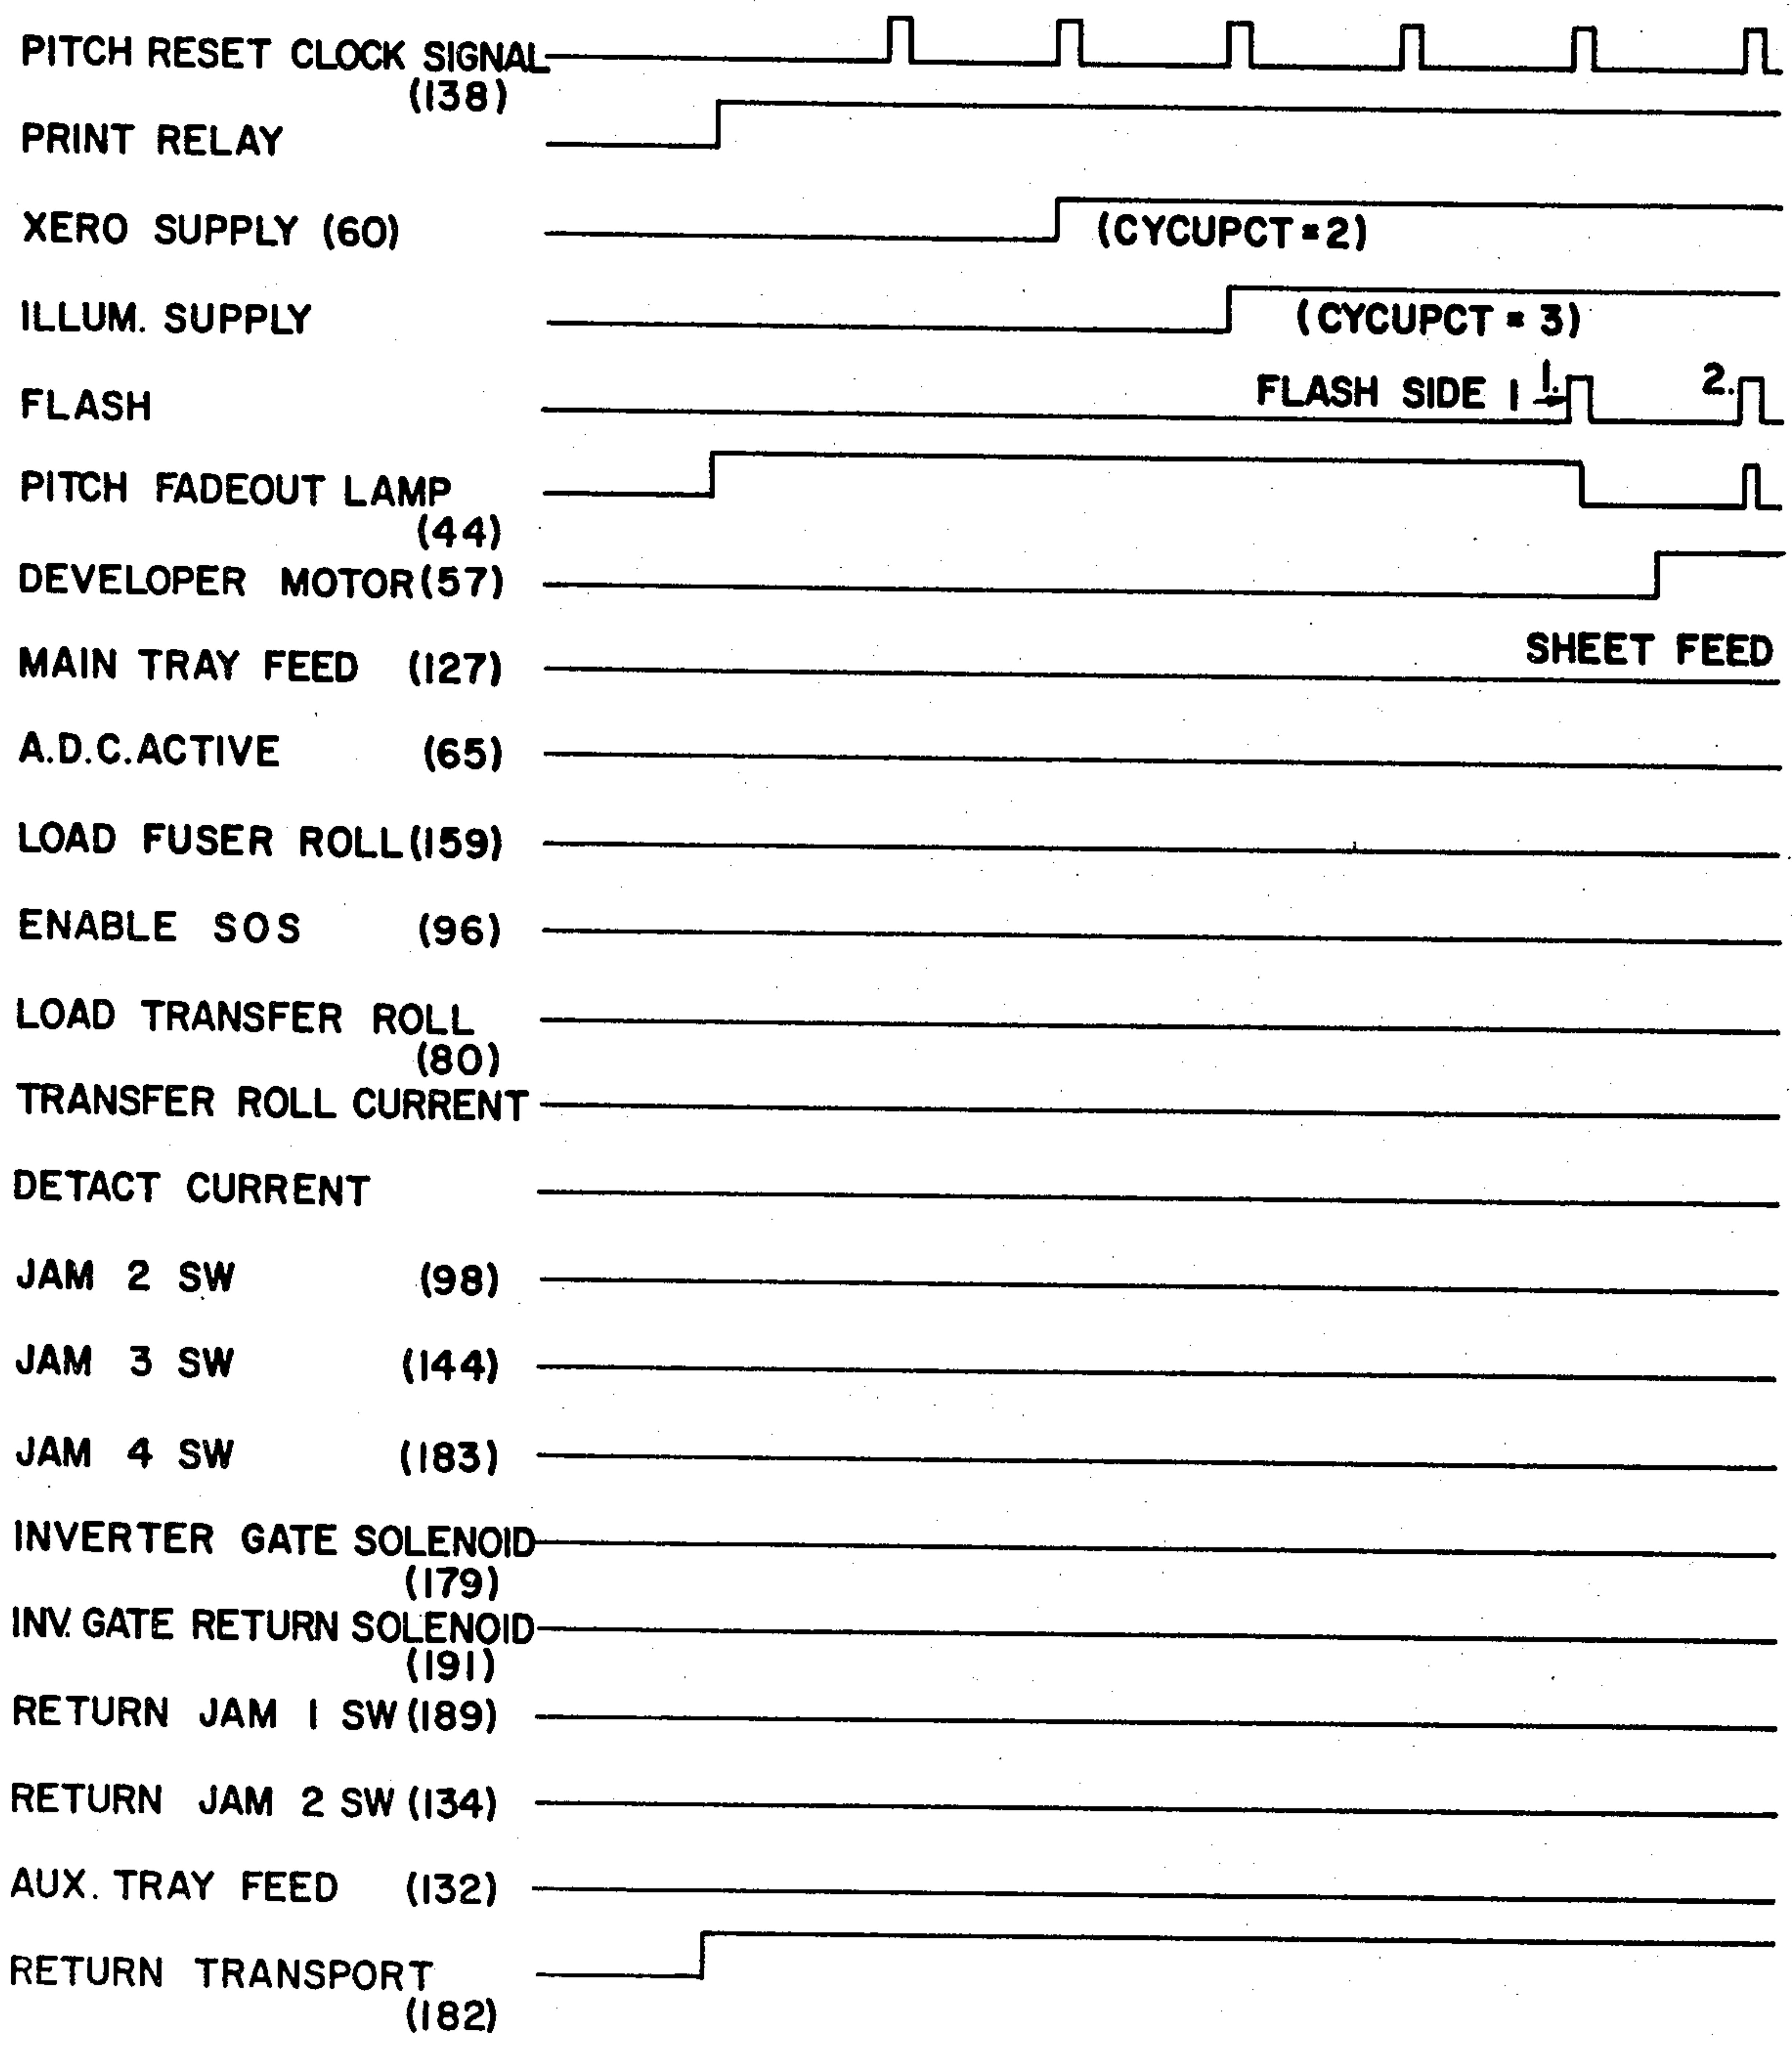 PITCH RESET CLOCK SIGNAL
(138)
PRINT RELAY
XERO SUPPLY (60)
(CYCUPCT = 2)
ILLUM. SUPPLY
(CYCUPCT = 3)
FLASH
FLASH SIDE 1
1.
2.
PITCH FADEOUT LAMP
(44)
DEVELOPER MOTOR (57)
MAIN TRAY FEED (127)
SHEET FEED
A.D.C. ACTIVE (65)
LOAD FUSER ROLL (159)
ENABLE SOS (96)
LOAD TRANSFER ROLL
(80)
TRANSFER ROLL CURRENT
DETACT CURRENT
JAM 2 SW (98)
JAM 3 SW (144)
JAM 4 SW (183)
INVERTER GATE SOLENOID
(179)
INV. GATE RETURN SOLENOID
(191)
RETURN JAM 1 SW (189)
RETURN JAM 2 SW (134)
AUX. TRAY FEED (132)
RETURN TRANSPORT
(182)